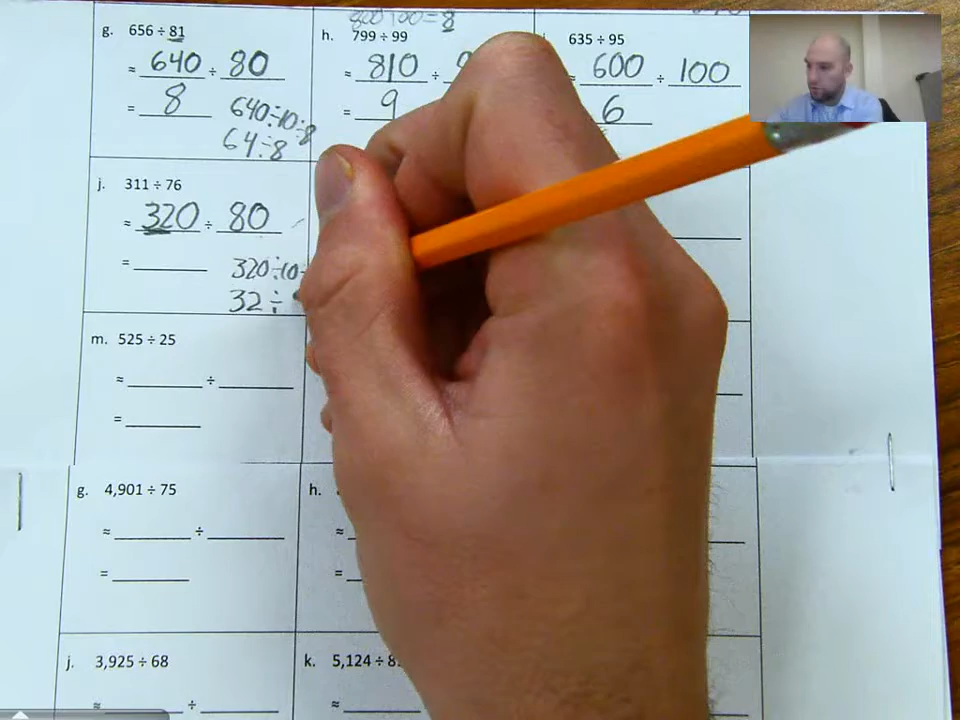 800÷100=8
g. 656 ÷ 81
≈ 640 ÷ 80
= 8
640÷10÷8
64÷8
h. 799 ÷ 99
≈ 810 ÷
= 9
635 ÷ 95
≈ 600 ÷ 100
6
j. 311 ÷ 76
≈ 320 ÷ 80
= 
320÷10
32÷
m. 525 ÷ 25
≈ ÷
=
g. 4,901 ÷ 75
≈ ÷
=
h.
≈
=
j. 3,925 ÷ 68
≈ ÷
k. 5,124 ÷ 8
≈